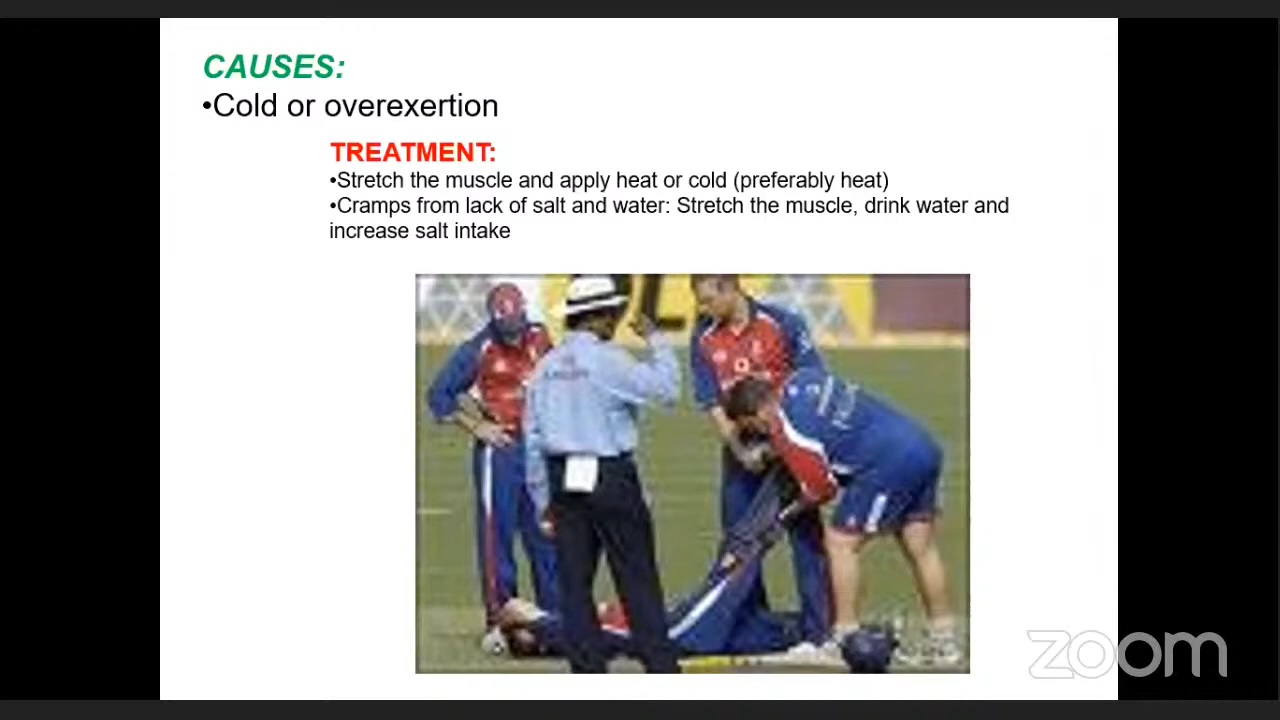 CAUSES:
•Cold or overexertion
TREATMENT:
•Stretch the muscle and apply heat or cold (preferably heat)
•Cramps from lack of salt and water: Stretch the muscle, drink water and
increase salt intake
zoom